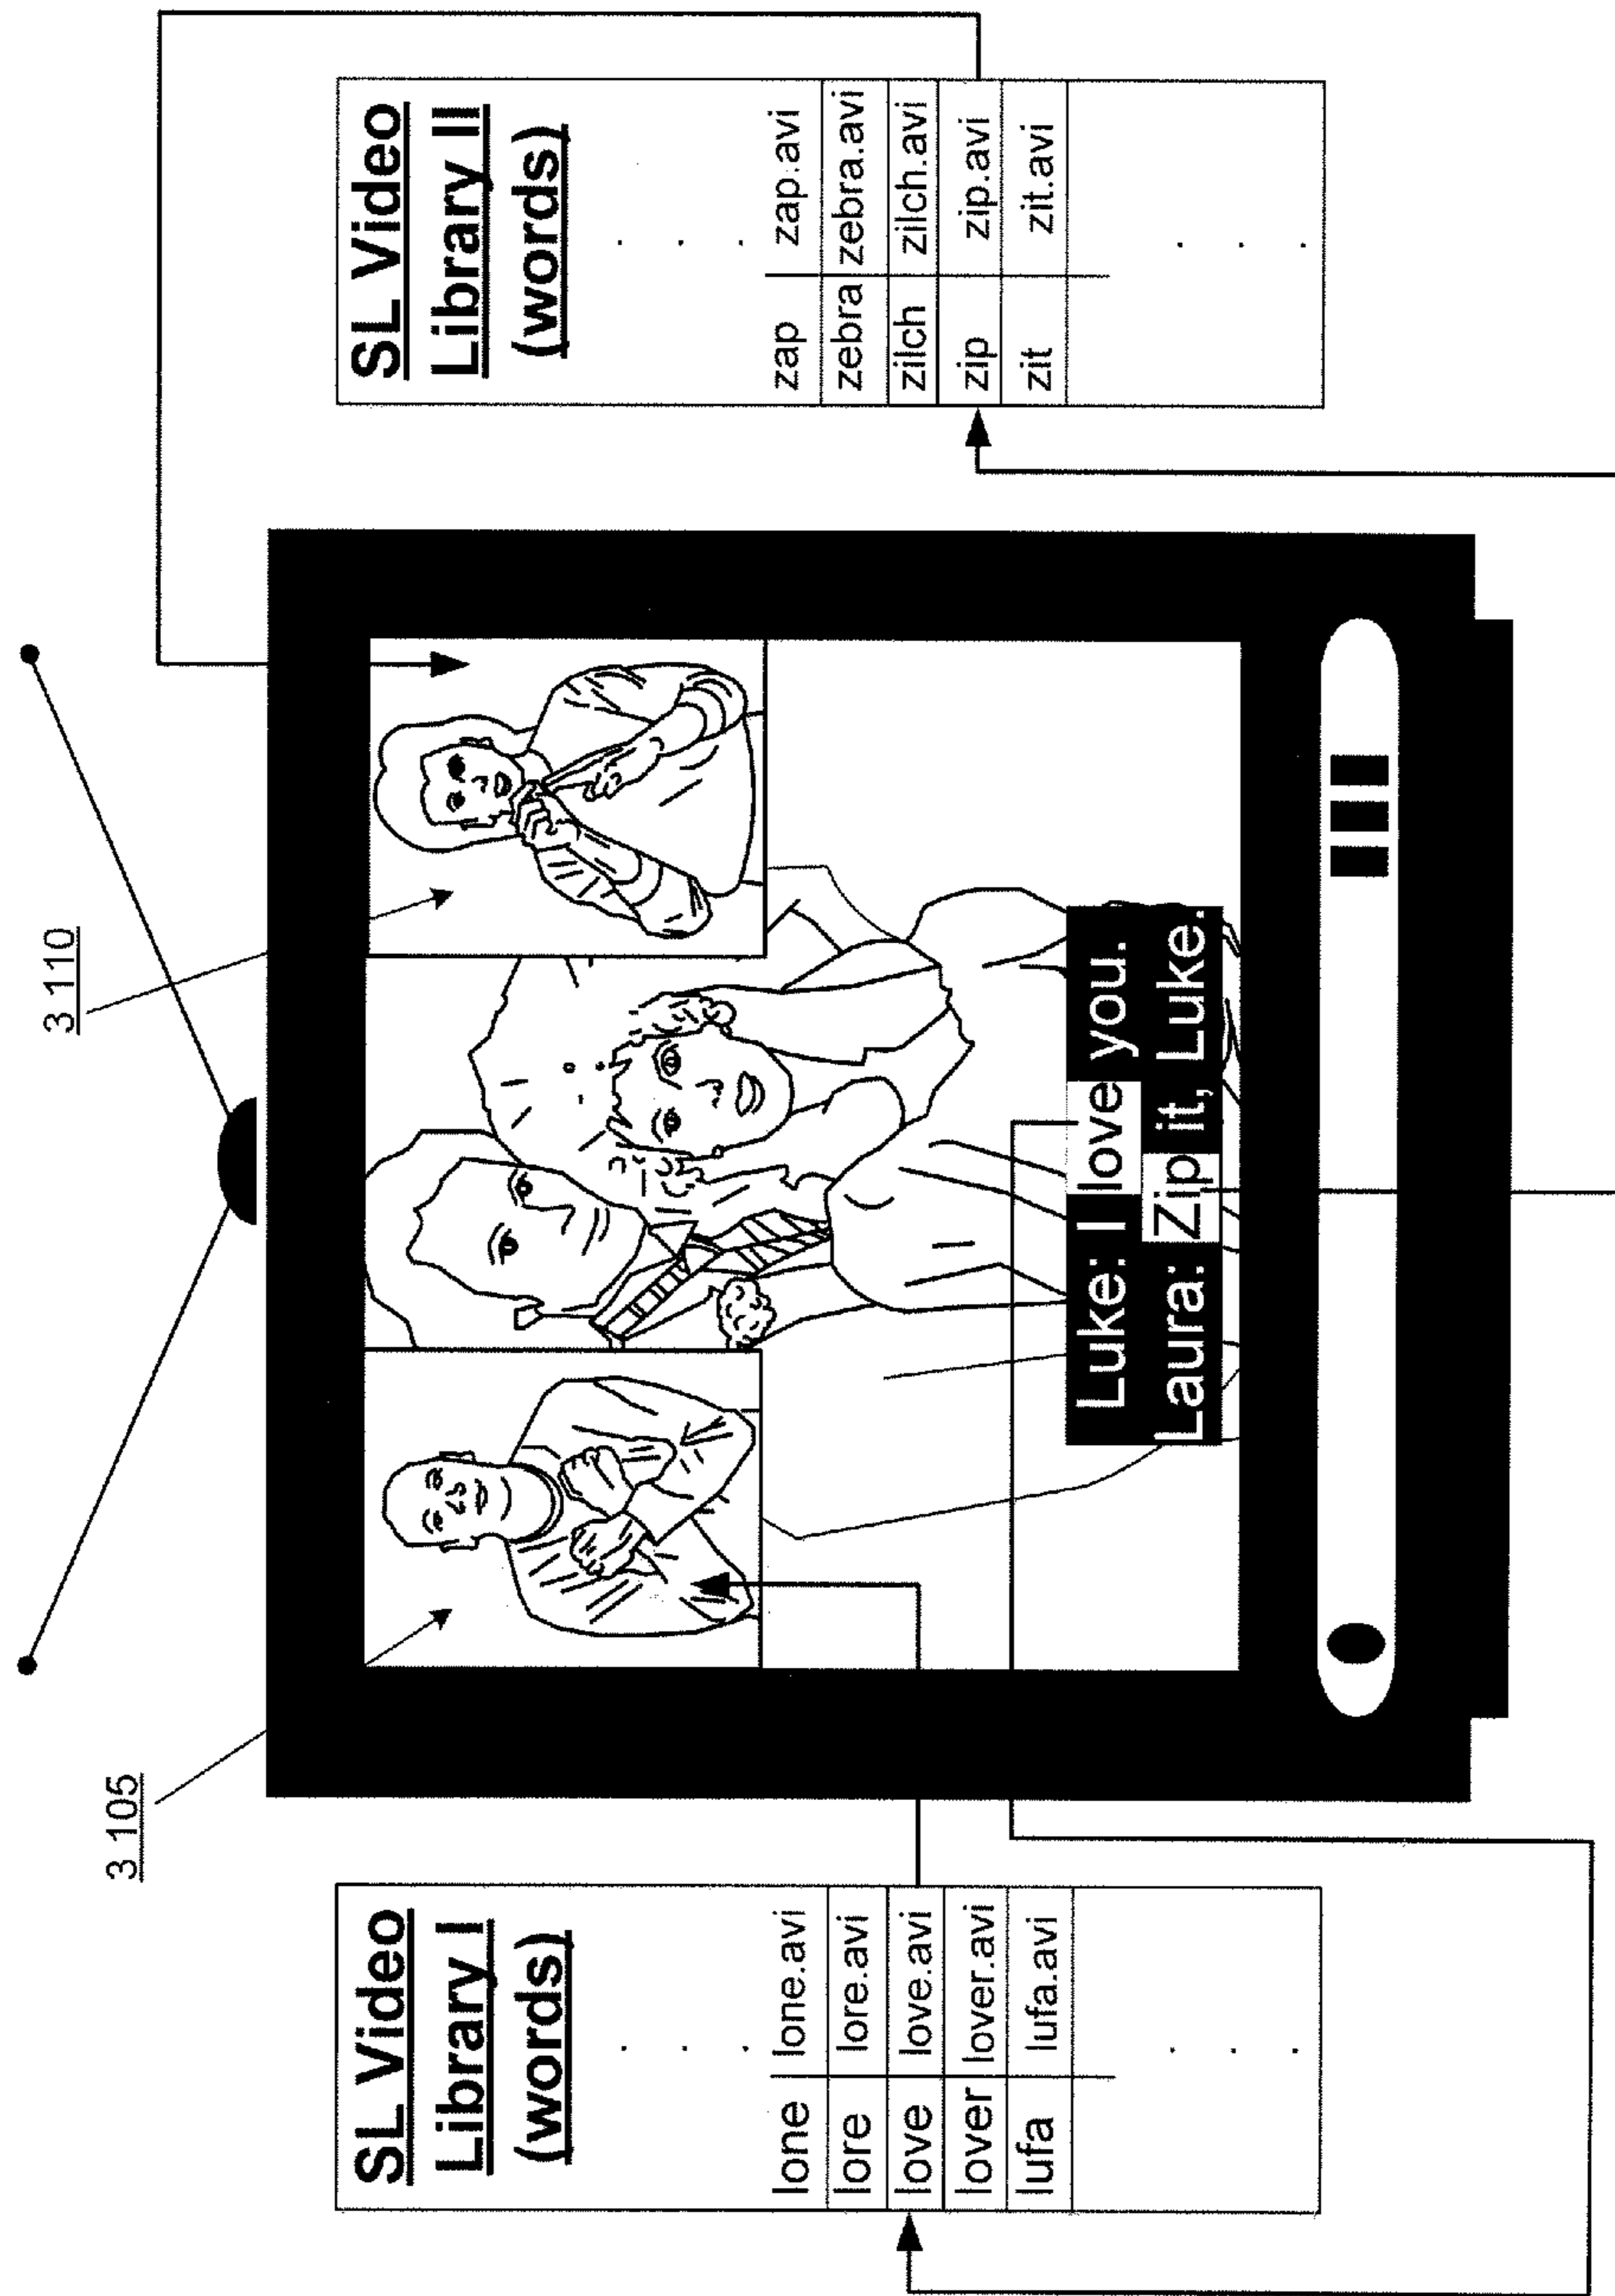 3.105
3.110
SL Video
Library I
(words)
.
.
.
lone lone.avi
lore lore.avi
love love.avi
lover lover.avi
lufa lufa.avi
.
.
.
Luke: I love you.
Laura: Zip it, Luke.
SL Video
Library II
(words)
.
.
.
zap zap.avi
zebra zebra.avi
zilch zilch.avi
zip zip.avi
zit zit.avi
.
.
.